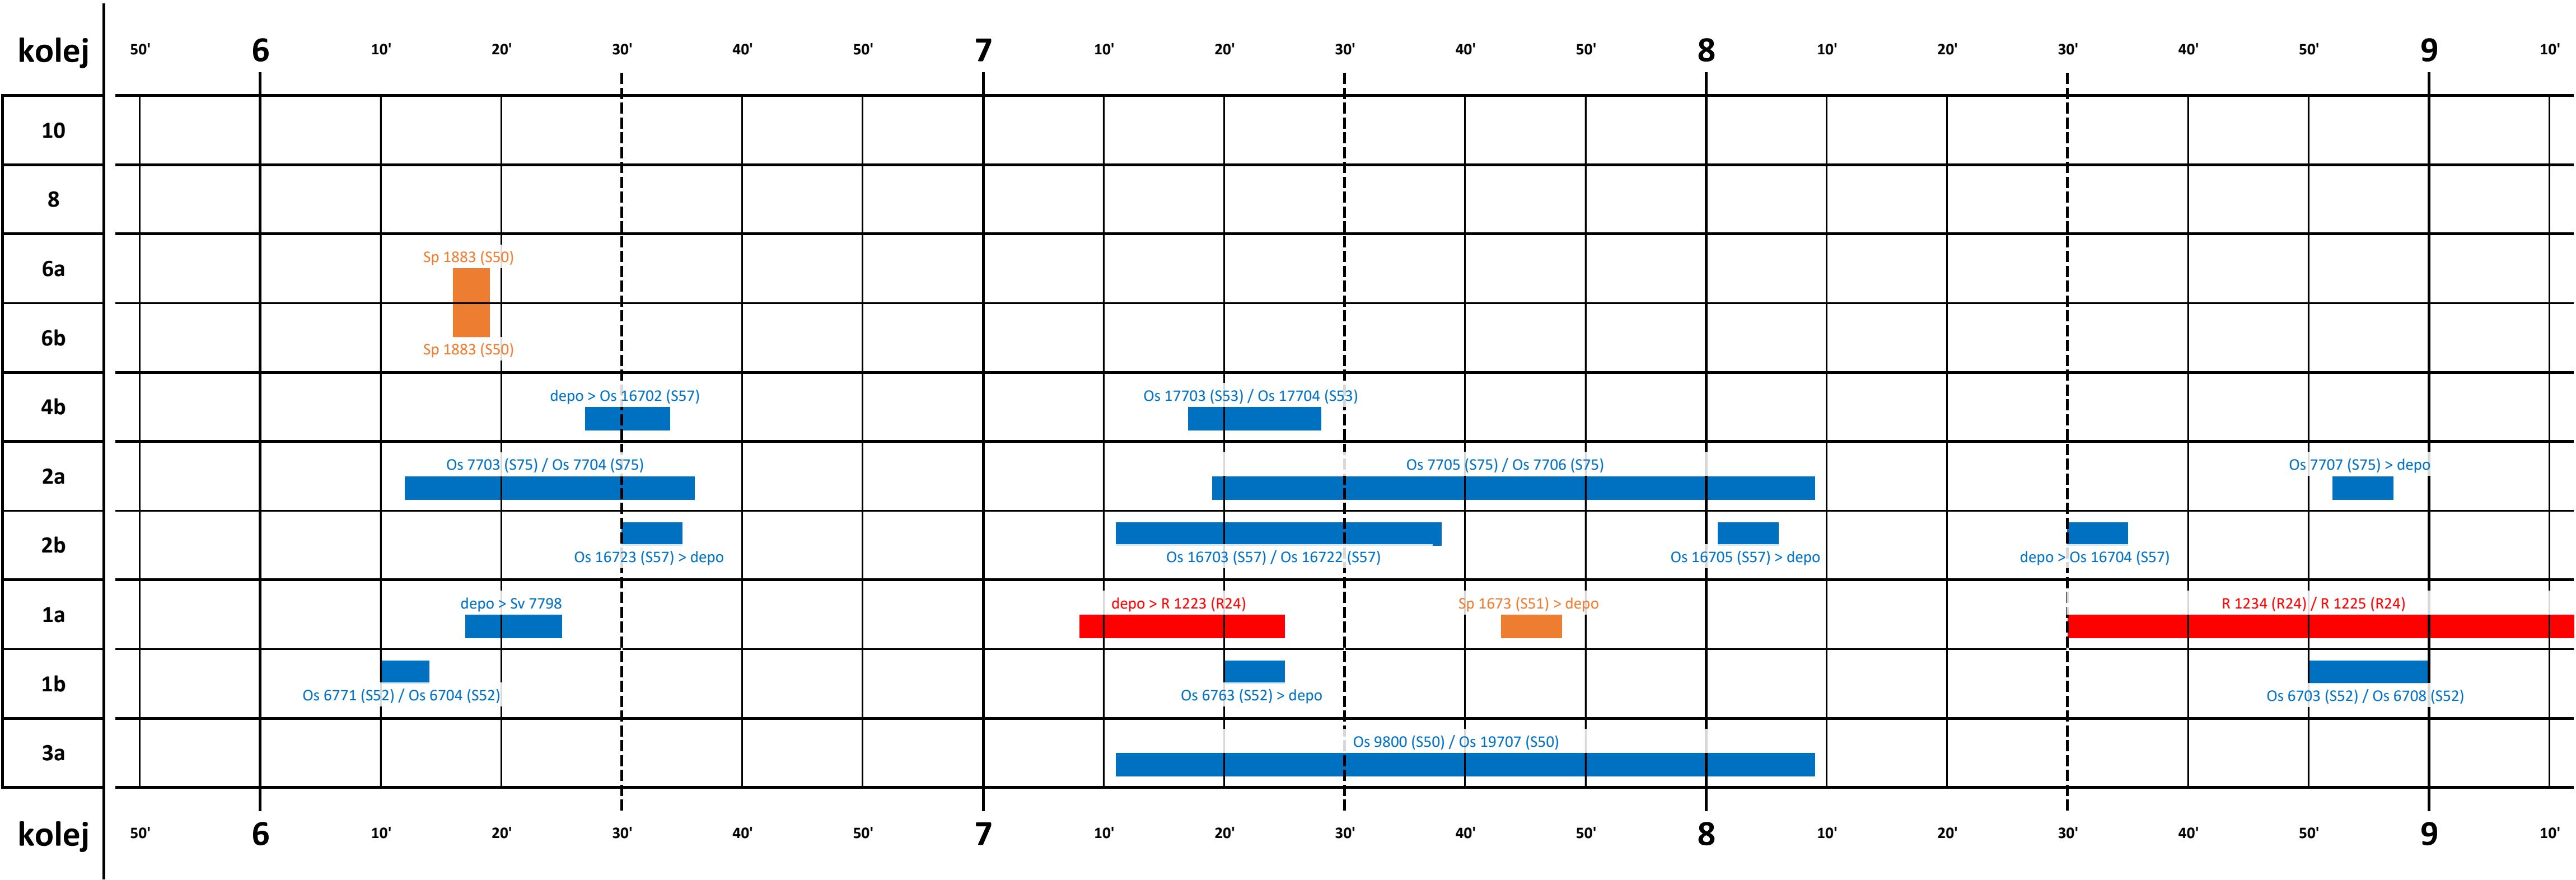 kolej 50' 6 10' 20' 30' 40' 50' 7 10' 20' 30' 40' 50' 8 10' 20' 30' 40' 50' 9 10'
10
8
6a Sp 1883 (S50)
6b Sp 1883 (S50)
4b depo > Os 16702 (S57) Os 17703 (S53) / Os 17704 (S53)
2a Os 7703 (S75) / Os 7704 (S75) Os 7705 (S75) / Os 7706 (S75) Os 7707 (S75) > depo
2b Os 16723 (S57) > depo Os 16703 (S57) / Os 16722 (S57) Os 16705 (S57) > depo depo > Os 16704 (S57)
1a depo > Sv 7798 depo > R 1223 (R24) Sp 1673 (S51) > depo R 1234 (R24) / R 1225 (R24)
1b Os 6771 (S52) / Os 6704 (S52) Os 6763 (S52) > depo Os 6703 (S52) / Os 6708 (S52)
3a Os 9800 (S50) / Os 19707 (S50)
kolej 50' 6 10' 20' 30' 40' 50' 7 10' 20' 30' 40' 50' 8 10' 20' 30' 40' 50' 9 10'